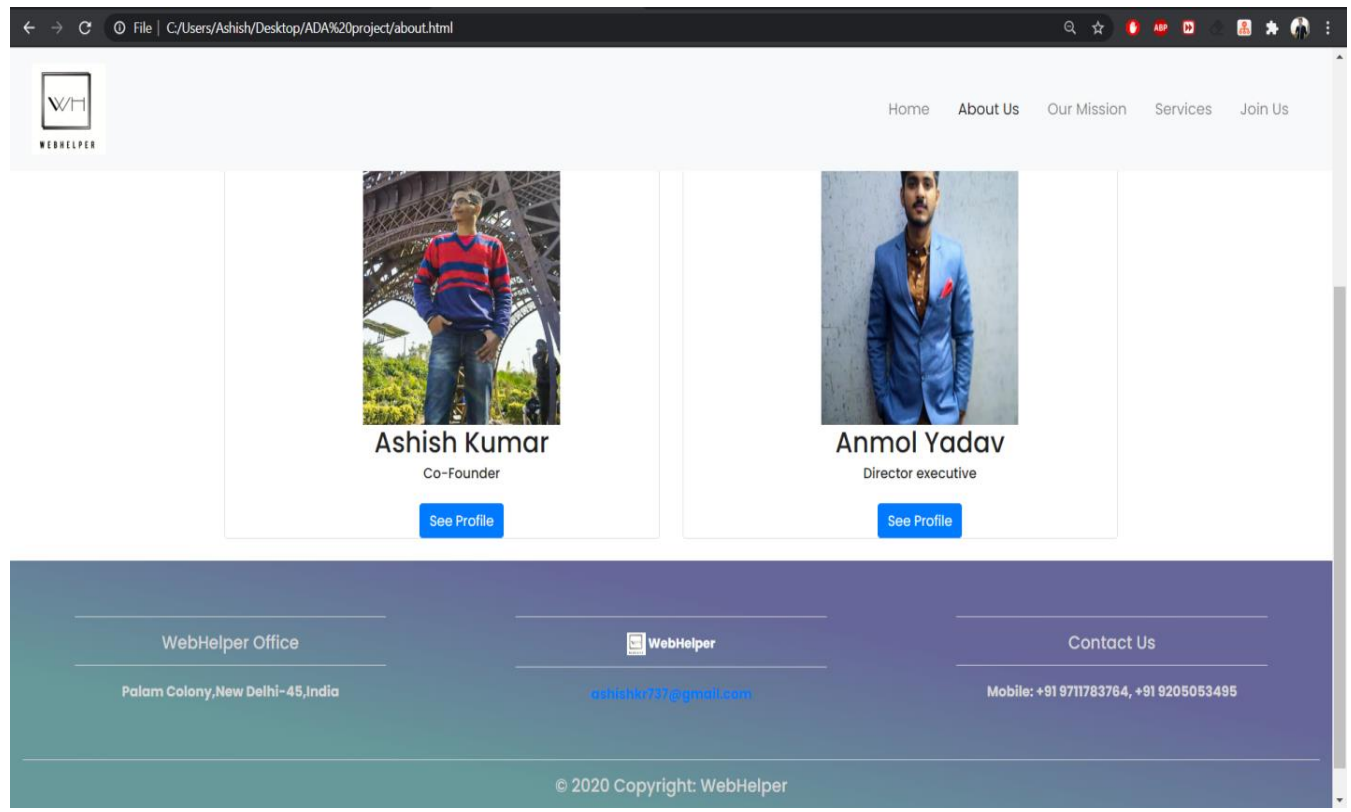 File | C:/Users/Ashish/Desktop/ADA%20project/about.html
ABP
WH
WEBHELPER
Home About Us Our Mission Services Join Us
Ashish Kumar
Co-Founder
See Profile
Anmol Yadav
Director executive
See Profile
WebHelper Office
Palam Colony,New Delhi-45,India
WebHelper
ashishkr737@gmail.com
Contact Us
Mobile: +91 9711783764, +91 9205053495
© 2020 Copyright: WebHelper